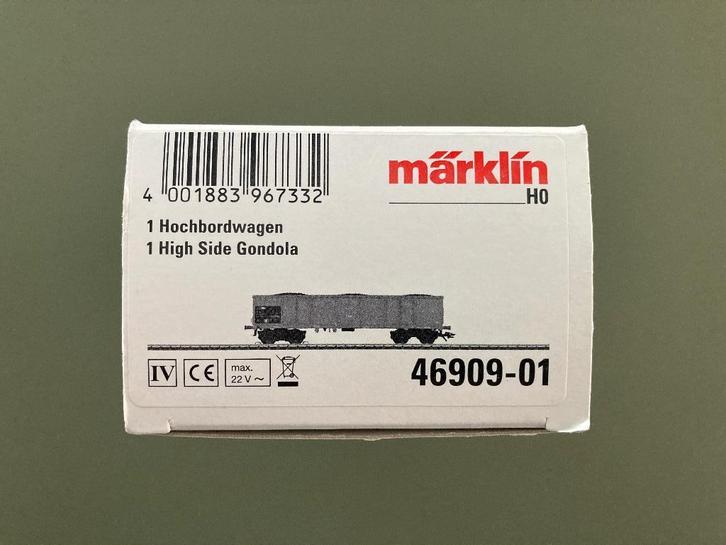 4 001883 967332
märklin
H0
1 Hochbordwagen
1 High Side Gondola
IV
CE
max.
22 V ~
46909-01